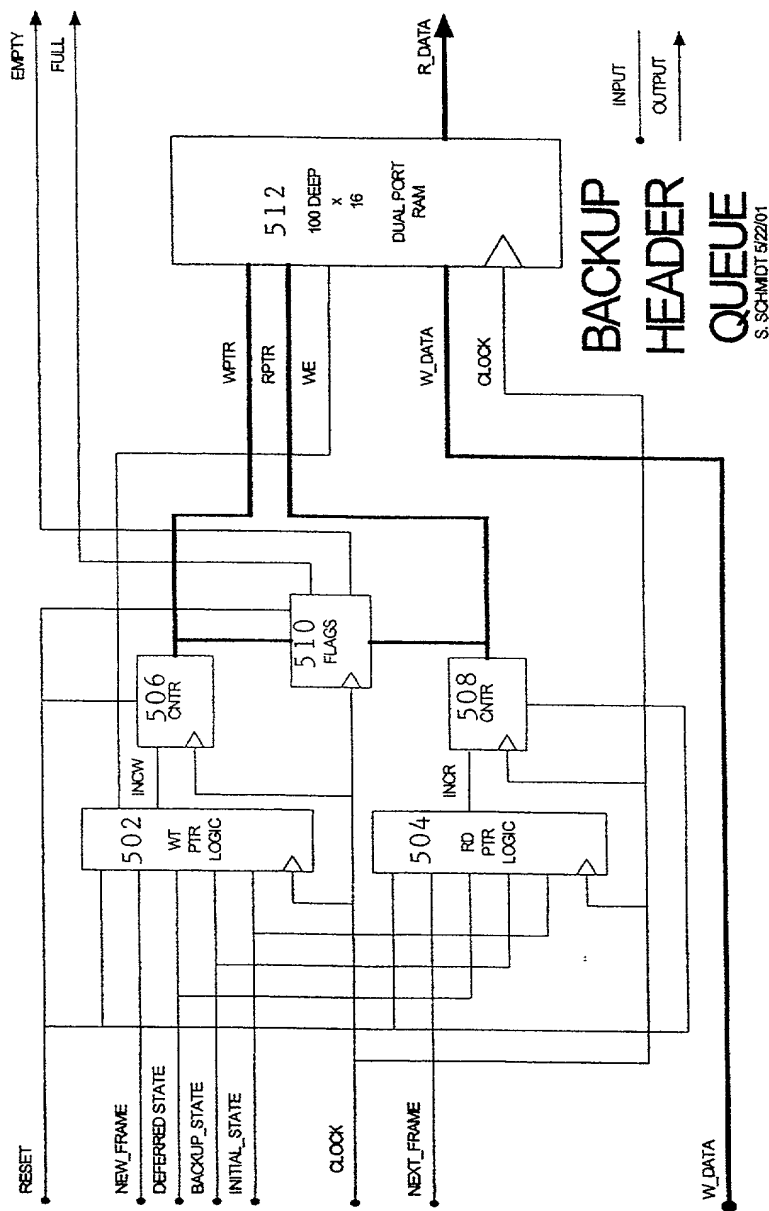 EMPTY
FULL
R_DATA
INPUT
OUTPUT
512
100 DEEP
x
16
DUAL PORT
RAM
WPTR
RPTR
WE
W_DATA
CLOCK
BACKUP
HEADER
QUEUE
S. SCHMIDT 5/22/01
506
CNTR
510
FLAGS
508
CNTR
INCW
INCR
502
WT
PTR
LOGIC
504
RD
PTR
LOGIC
RESET
NEW_FRAME
DEFERRED STATE
BACKUP_STATE
INITIAL_STATE
CLOCK
NEXT_FRAME
W_DATA